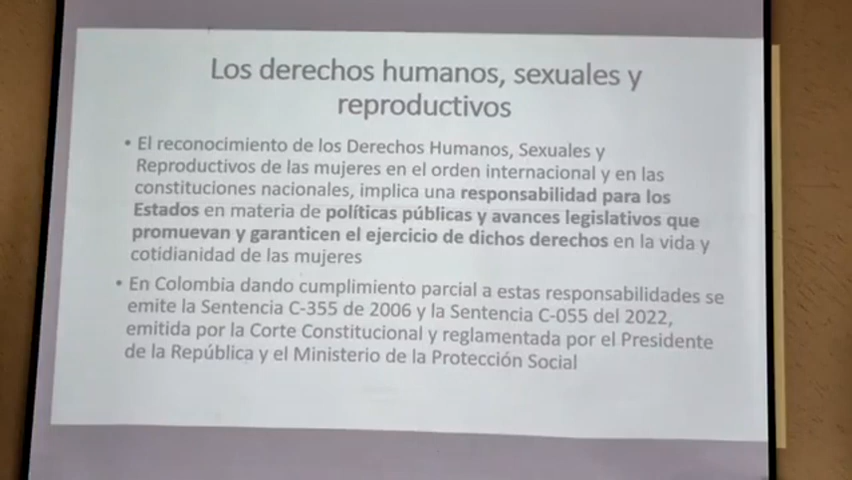 Los derechos humanos, sexuales y
reproductivos
• El reconocimiento de los Derechos Humanos, Sexuales y
Reproductivos de las mujeres en el orden internacional y en las
constituciones nacionales, implica una responsabilidad para los
Estados en materia de políticas públicas y avances legislativos que
promuevan y garanticen el ejercicio de dichos derechos en la vida y
cotidianidad de las mujeres
• En Colombia dando cumplimiento parcial a estas responsabilidades se
emite la Sentencia C-355 de 2006 y la Sentencia C-055 del 2022,
emitida por la Corte Constitucional y reglamentada por el Presidente
de la República y el Ministerio de la Protección Social